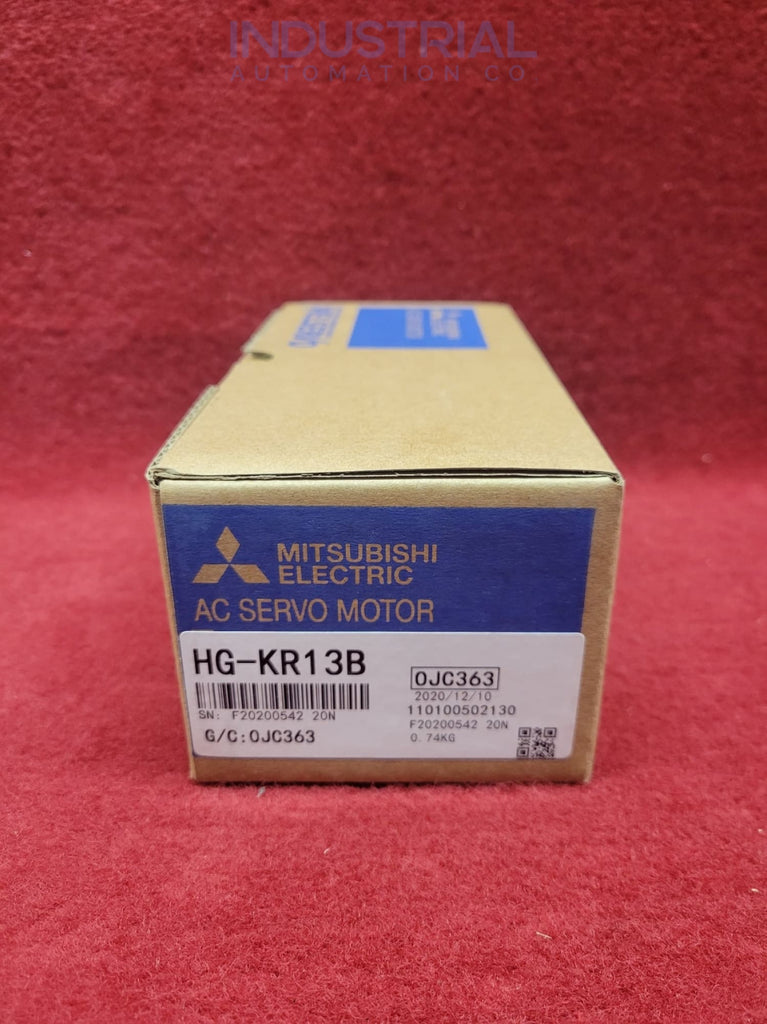 INDUSTRIAL
AUTOMATION CO
MITSUBISHI
ELECTRIC
AC SERVO MOTOR
HG-KR13B
SN: F20200542 20N
G/C:0JC363
0JC363
2020/12/10
110100502130
F20200542 20N
0.74KG